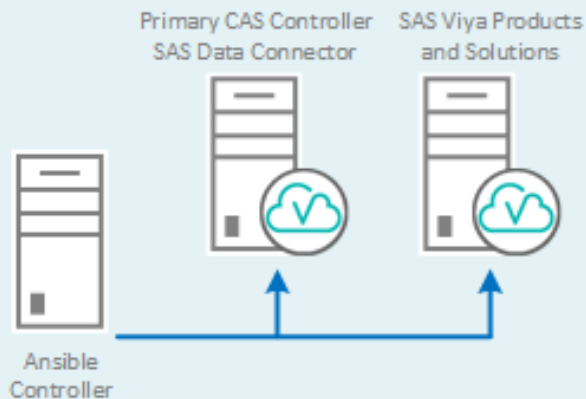 Primary CAS Controller
SAS Data Connector
SAS Viya Products
and Solutions
Ansible
Controller